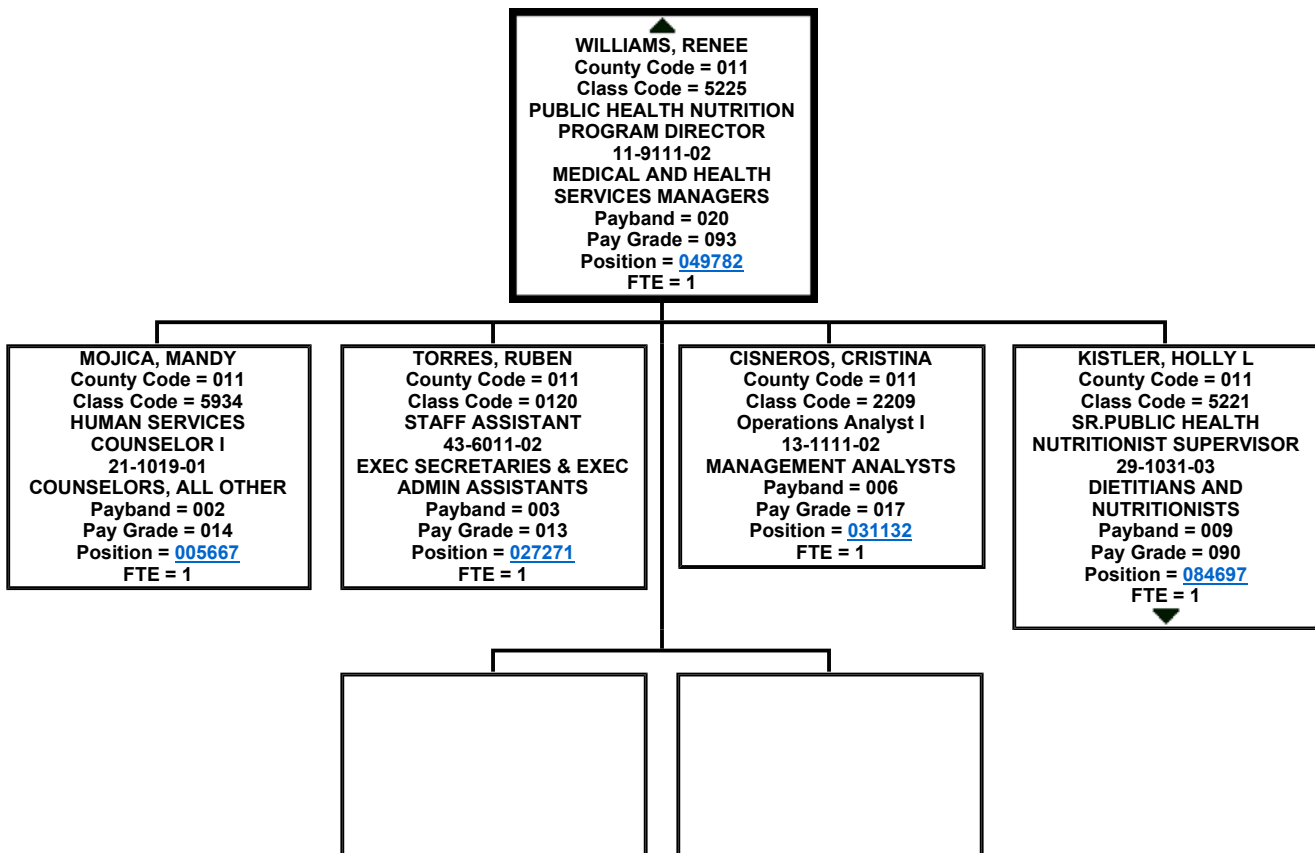 WILLIAMS, RENEE
County Code = 011
Class Code = 5225
PUBLIC HEALTH NUTRITION
PROGRAM DIRECTOR
11-9111-02
MEDICAL AND HEALTH
SERVICES MANAGERS
Payband = 020
Pay Grade = 093
Position = 049782
FTE = 1
MOJICA, MANDY
County Code = 011
Class Code = 5934
HUMAN SERVICES
COUNSELOR I
21-1019-01
COUNSELORS, ALL OTHER
Payband = 002
Pay Grade = 014
Position = 005667
FTE = 1
TORRES, RUBEN
County Code = 011
Class Code = 0120
STAFF ASSISTANT
43-6011-02
EXEC SECRETARIES & EXEC
ADMIN ASSISTANTS
Payband = 003
Pay Grade = 013
Position = 027271
FTE = 1
CISNEROS, CRISTINA
County Code = 011
Class Code = 2209
Operations Analyst I
13-1111-02
MANAGEMENT ANALYSTS
Payband = 006
Pay Grade = 017
Position = 031132
FTE = 1
KISTLER, HOLLY L
County Code = 011
Class Code = 5221
SR.PUBLIC HEALTH
NUTRITIONIST SUPERVISOR
29-1031-03
DIETITIANS AND
NUTRITIONISTS
Payband = 009
Pay Grade = 090
Position = 084697
FTE = 1